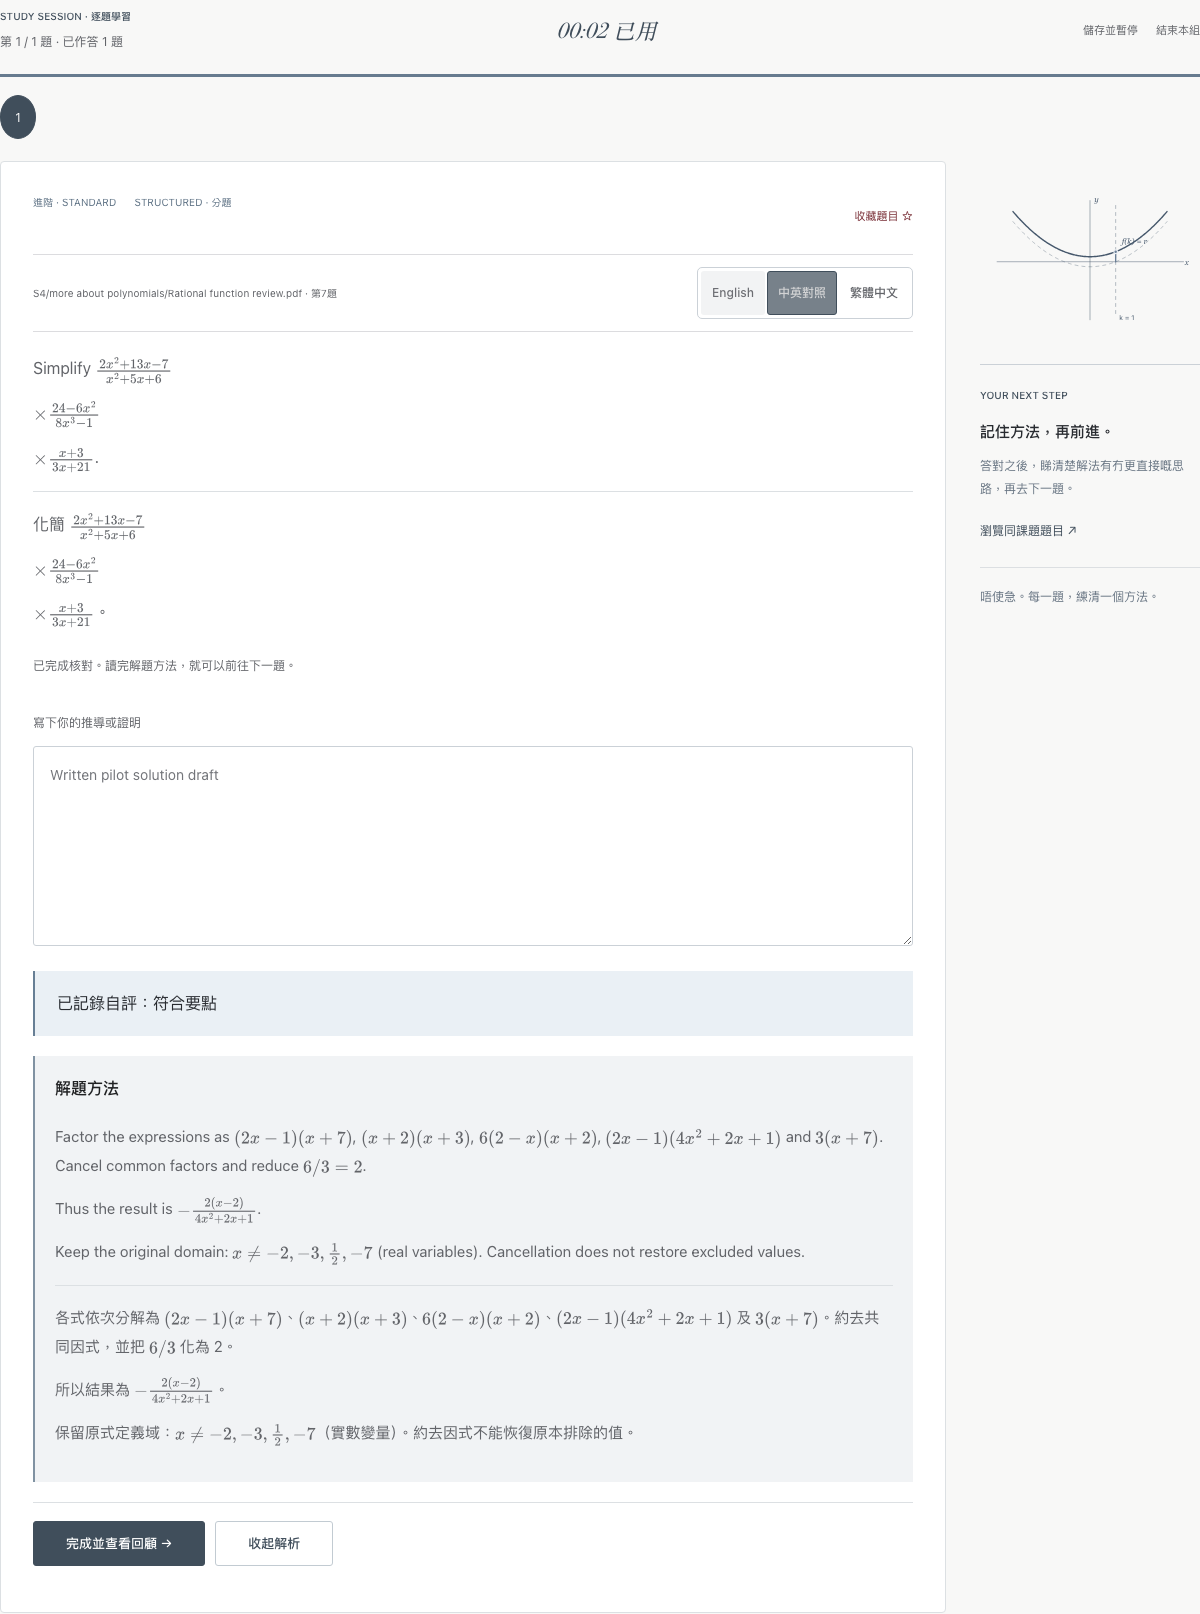 STUDY SESSION · 逐題學習
第 1 / 1 題 · 已作答 1 題
00:02 已用
儲存並暫停
結束本組
1
進階 · STANDARD
STRUCTURED · 分題
收藏題目 ☆
S4/more about polynomials/Rational function review.pdf · 第7題
English
中英對照
繁體中文
Simplify \frac{2x^2+13x-7}{x^2+5x+6}
× \frac{24-6x^2}{8x^3-1}
× \frac{x+3}{3x+21}.
化簡 \frac{2x^2+13x-7}{x^2+5x+6}
× \frac{24-6x^2}{8x^3-1}
× \frac{x+3}{3x+21}。
已完成核對。讀完解題方法,就可以前往下一題。
寫下你的推導或證明
Written pilot solution draft
已記錄自評:符合要點
解題方法
Factor the expressions as (2x − 1)(x + 7), (x + 2)(x + 3), 6(2 − x)(x + 2), (2x − 1)(4x² + 2x + 1) and 3(x + 7).
Cancel common factors and reduce 6/3 = 2.
Thus the result is −\frac{2(x-2)}{4x^2+2x+1}.
Keep the original domain: x ≠ −2, −3, \frac{1}{2}, −7 (real variables). Cancellation does not restore excluded values.
各式依次分解為 (2x − 1)(x + 7)、(x + 2)(x + 3)、6(2 − x)(x + 2)、(2x − 1)(4x² + 2x + 1) 及 3(x + 7)。約去共
同因式,並把 6/3 化為 2。
所以結果為 −\frac{2(x-2)}{4x^2+2x+1}。
保留原式定義域:x ≠ −2, −3, \frac{1}{2}, −7(實數變量)。約去因式不能恢復原本排除的值。
完成並查看回顧 →
收起解析
y
f(k) = r
x
k = 1
YOUR NEXT STEP
記住方法,再前進。
答對之後,睇清楚解法有冇更直接嘅思
路,再去下一題。
瀏覽同課題題目 ↗
唔使急。每一題,練清一個方法。